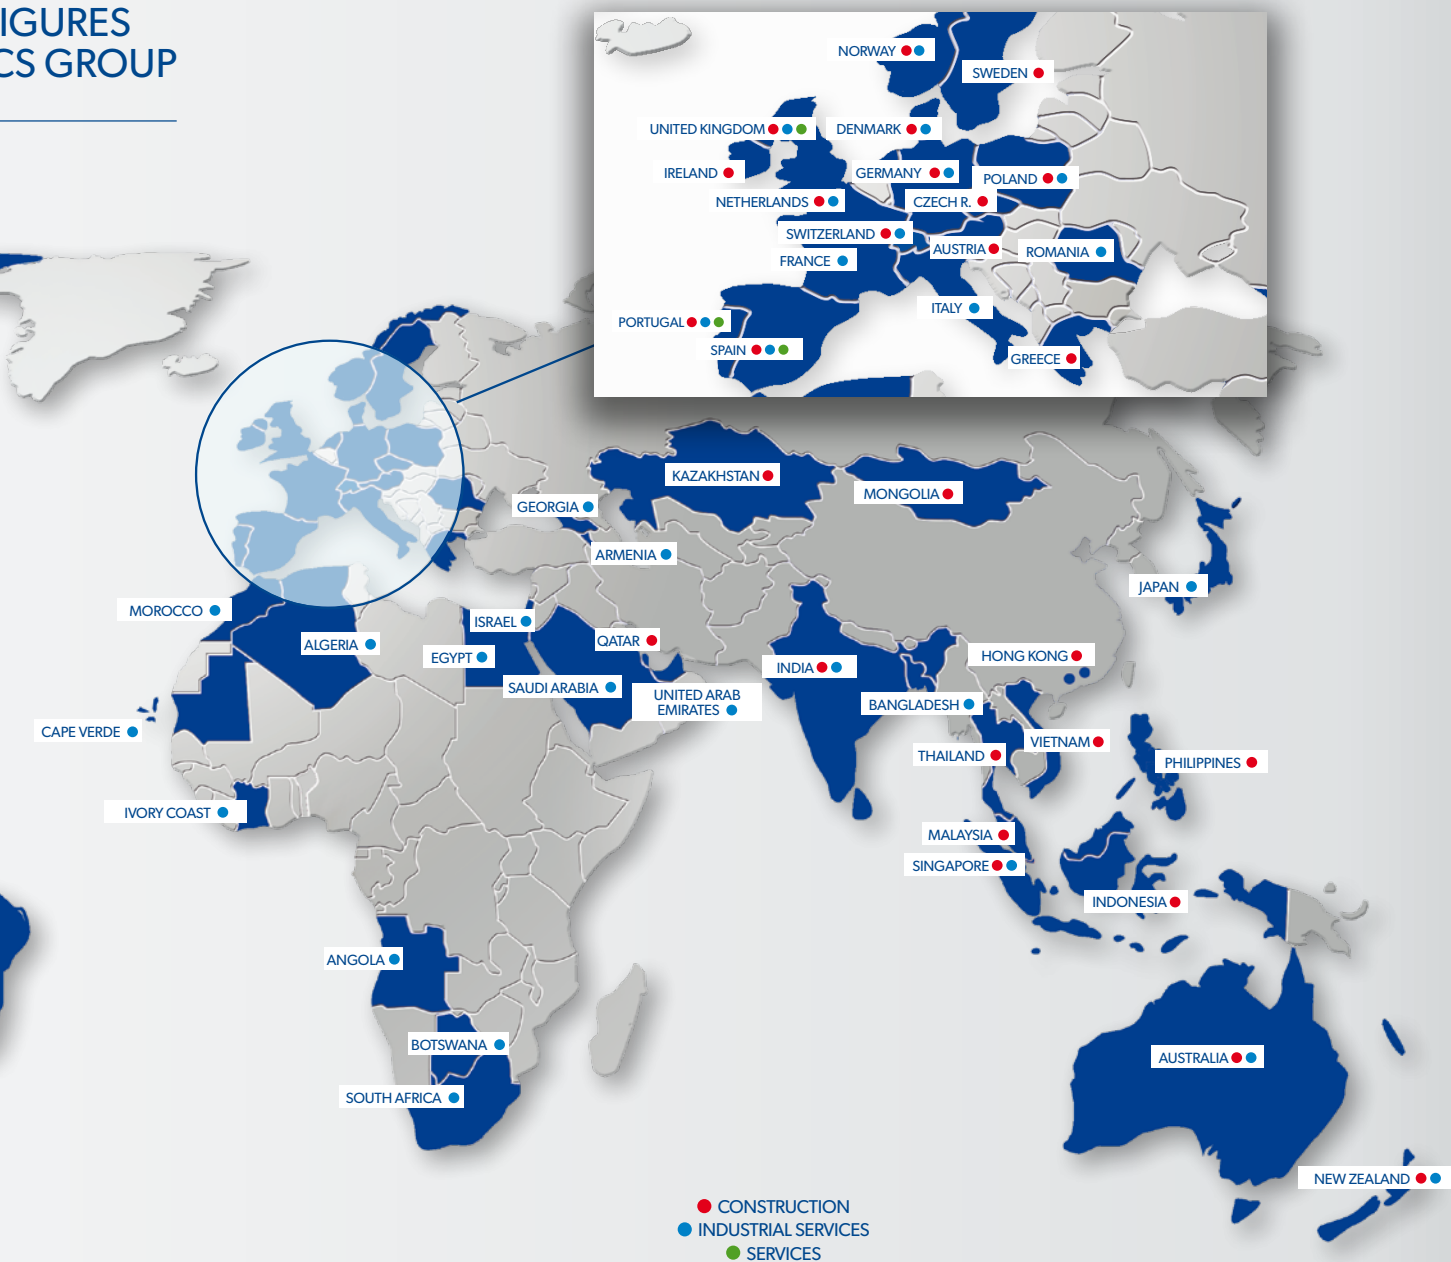 IGURES
CS GROUP
NORWAY
SWEDEN
UNITED KINGDOM
DENMARK
IRELAND
GERMANY
POLAND
NETHERLANDS
CZECH R.
SWITZERLAND
AUSTRIA
ROMANIA
FRANCE
ITALY
PORTUGAL
SPAIN
GREECE
KAZAKHSTAN
MONGOLIA
GEORGIA
ARMENIA
JAPAN
MOROCCO
ISRAEL
ALGERIA
QATAR
EGYPT
HONG KONG
INDIA
SAUDI ARABIA
UNITED ARAB
EMIRATES
BANGLADESH
CAPE VERDE
VIETNAM
THAILAND
PHILIPPINES
IVORY COAST
MALAYSIA
SINGAPORE
INDONESIA
ANGOLA
BOTSWANA
AUSTRALIA
SOUTH AFRICA
NEW ZEALAND
CONSTRUCTION
INDUSTRIAL SERVICES
SERVICES